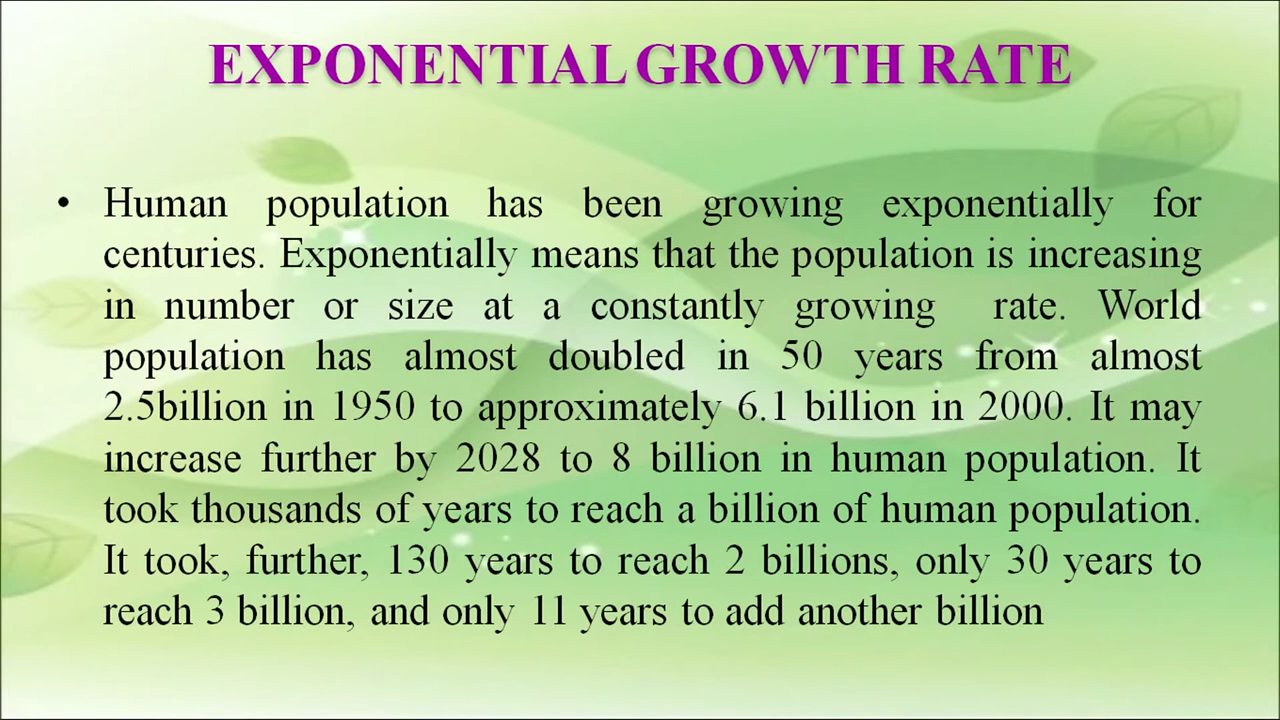 EXPONENTIAL GROWTH RATE
• Human population has been growing exponentially for
centuries. Exponentially means that the population is increasing
in number or size at a constantly growing rate. World
population has almost doubled in 50 years from almost
2.5billion in 1950 to approximately 6.1 billion in 2000. It may
increase further by 2028 to 8 billion in human population. It
took thousands of years to reach a billion of human population.
It took, further, 130 years to reach 2 billions, only 30 years to
reach 3 billion, and only 11 years to add another billion